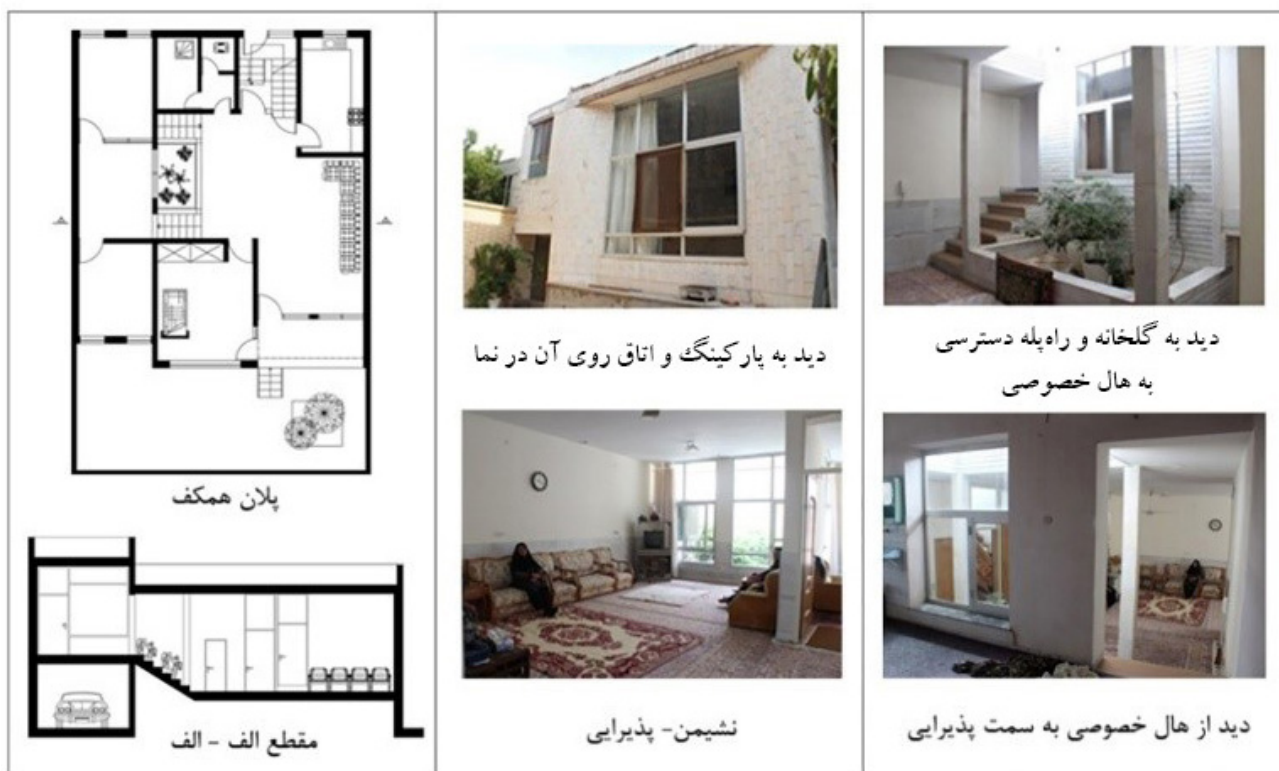 دید به گلخانه و راه‌پله دسترسی
به هال خصوصی
دید به پارکینگ و اتاق روی آن در نما
پلان همکف
دید از هال خصوصی به سمت پذیرایی
نشیمن- پذیرایی
مقطع الف - الف